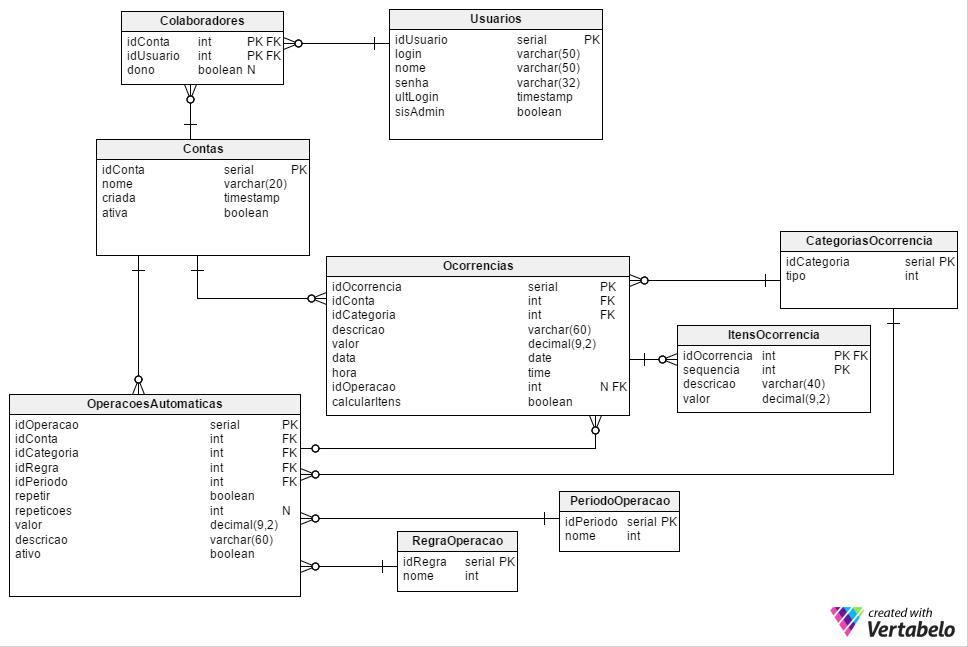 Colaboradores
idConta int PK FK
idUsuario int PK FK
dono boolean N
Usuarios
idUsuario serial PK
login varchar(50)
nome varchar(50)
senha varchar(32)
ultLogin timestamp
sisAdmin boolean
Contas
idConta serial PK
nome varchar(20)
criada timestamp
ativa boolean
Ocorrencias
idOcorrencia serial PK
idConta int FK
idCategoria int FK
descricao varchar(60)
valor decimal(9,2)
data date
hora time
idOperacao int N FK
calcularItens boolean
CategoriasOcorrencia
idCategoria serial PK
tipo int
ItensOcorrencia
idOcorrencia int PK FK
sequencia int PK
descricao varchar(40)
valor decimal(9,2)
OperacoesAutomaticas
idOperacao serial PK
idConta int FK
idCategoria int FK
idRegra int FK
idPeriodo int FK
repetir boolean
repeticoes int N
valor decimal(9,2)
descricao varchar(60)
ativo boolean
PeriodoOperacao
idPeriodo serial PK
nome int
RegraOperacao
idRegra serial PK
nome int
created with
Vertabelo